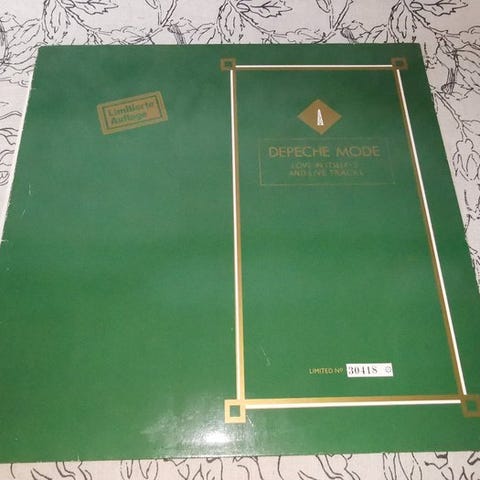 Limitierte
Auflage
DEPECHE MODE
LOVE IN ITSELF·2
AND LIVE TRACKS
LIMITED Nº 30418